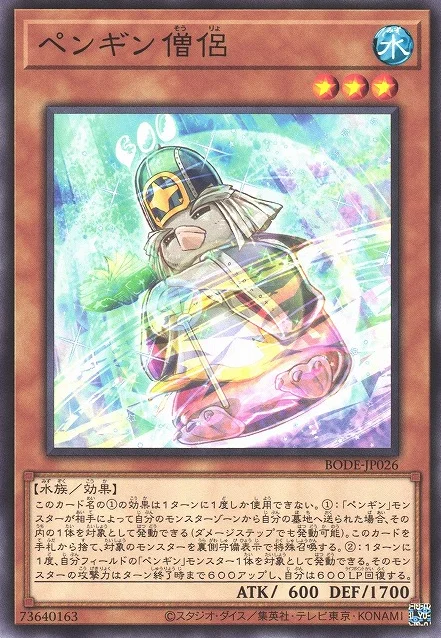 ペンギン僧侶
水
BODE-JP026
【水族／効果】
このカード名の①の効果は１ターンに１度しか使用できない。①：「ペンギン」モン
スターが相手によって自分のモンスターゾーンから自分の墓地へ送られた場合、その
内の１体を対象として発動できる(ダメージステップでも発動可能)。このカードを
手札から捨て、対象のモンスターを裏側守備表示で特殊召喚する。②：１ターンに
１度、自分フィールドの「ペンギン」モンスター１体を対象として発動できる。そのモン
スターの攻撃力はターン終了時まで６００アップし、自分は６００ＬＰ回復する。
ATK/ 600 DEF/1700
73640163 ©スタジオ・ダイス／集英社・テレビ東京・KONAMI